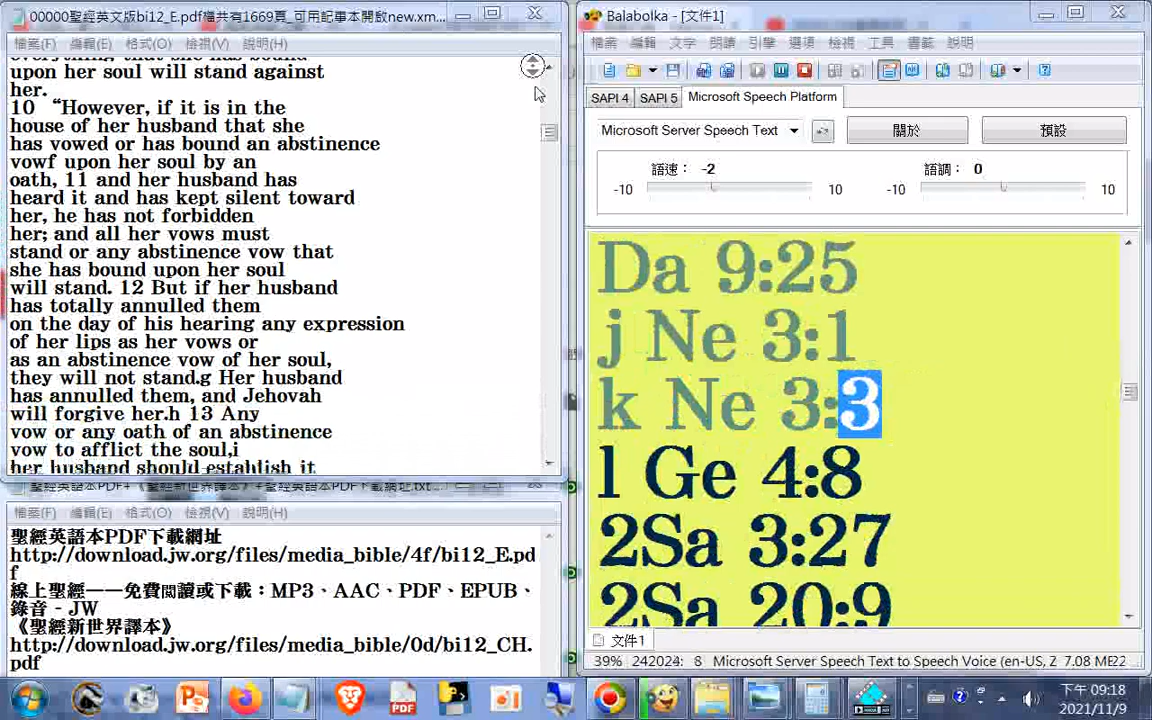 00000聖經英文版bi12_E.pdf檔共有1669頁_可用記事本開啟new.xm...
檔案(F) 編輯(E) 格式(O) 檢視(V) 說明(H)
upon her soul will stand against
her.
10 “However, if it is in the
house of her husband that she
has vowed or has bound an abstinence
vowf upon her soul by an
oath, 11 and her husband has
heard it and has kept silent toward
her, he has not forbidden
her; and all her vows must
stand or any abstinence vow that
she has bound upon her soul
will stand. 12 But if her husband
has totally annulled them
on the day of his hearing any expression
of her lips as her vows or
as an abstinence vow of her soul,
they will not stand.g Her husband
has annulled them, and Jehovah
will forgive her.h 13 Any
vow or any oath of an abstinence
vow to afflict the soul,i
her husband should establish it
檔案(F) 編輯(E) 格式(O) 檢視(V) 說明(H)
聖經英語本PDF下載網址
http://download.jw.org/files/media_bible/4f/bi12_E.pd
f
線上聖經——免費閱讀或下載：MP3、AAC、PDF、EPUB、
錄音 - JW
《聖經新世界譯本》
http://download.jw.org/files/media_bible/0d/bi12_CH.
pdf
Balabolka - [文件1]
檔案 編輯 文字 朗讀 引擎 選項 檢視 工具 書籤 說明
SAPI 4 SAPI 5 Microsoft Speech Platform
Microsoft Server Speech Text 關於 預設
語速： -2 語調： 0
-10 10 -10 10
Da 9:25
j Ne 3:1
k Ne 3:3
l Ge 4:8
2Sa 3:27
2Sa 20:9
文件1
39% 242024: 8 Microsoft Server Speech Text to Speech Voice (en-US, Z 7.08 ME22
下午 09:18
2021/11/9